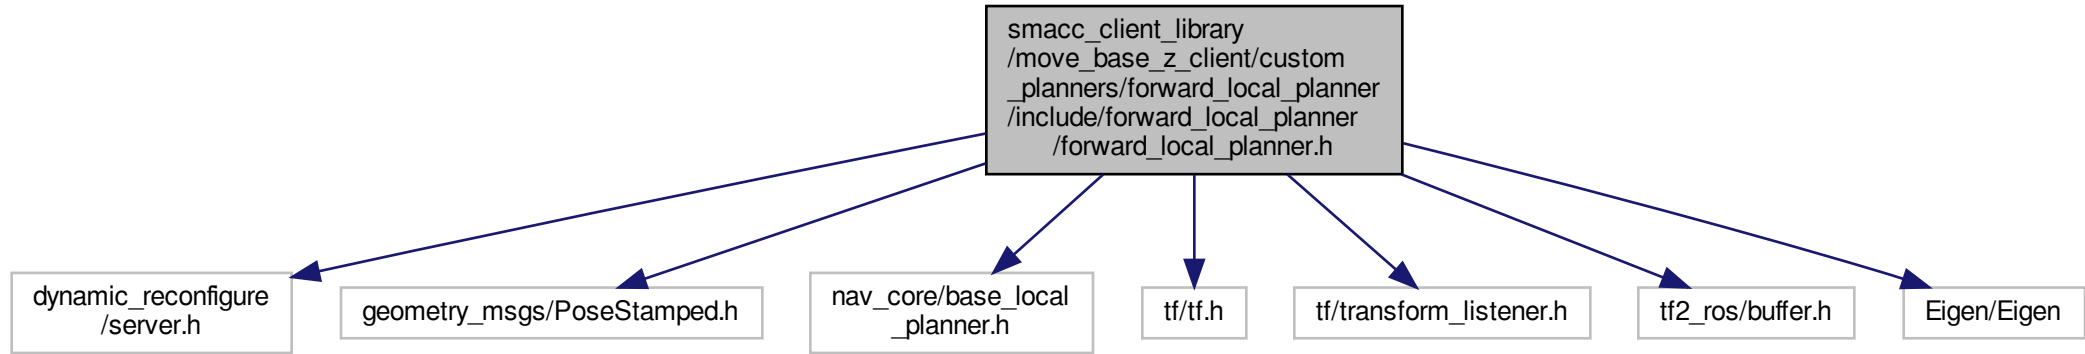 smacc_client_library
/move_base_z_client/custom
_planners/forward_local_planner
/include/forward_local_planner
/forward_local_planner.h
dynamic_reconfigure
/server.h
geometry_msgs/PoseStamped.h
nav_core/base_local
_planner.h
tf/tf.h
tf/transform_listener.h
tf2_ros/buffer.h
Eigen/Eigen